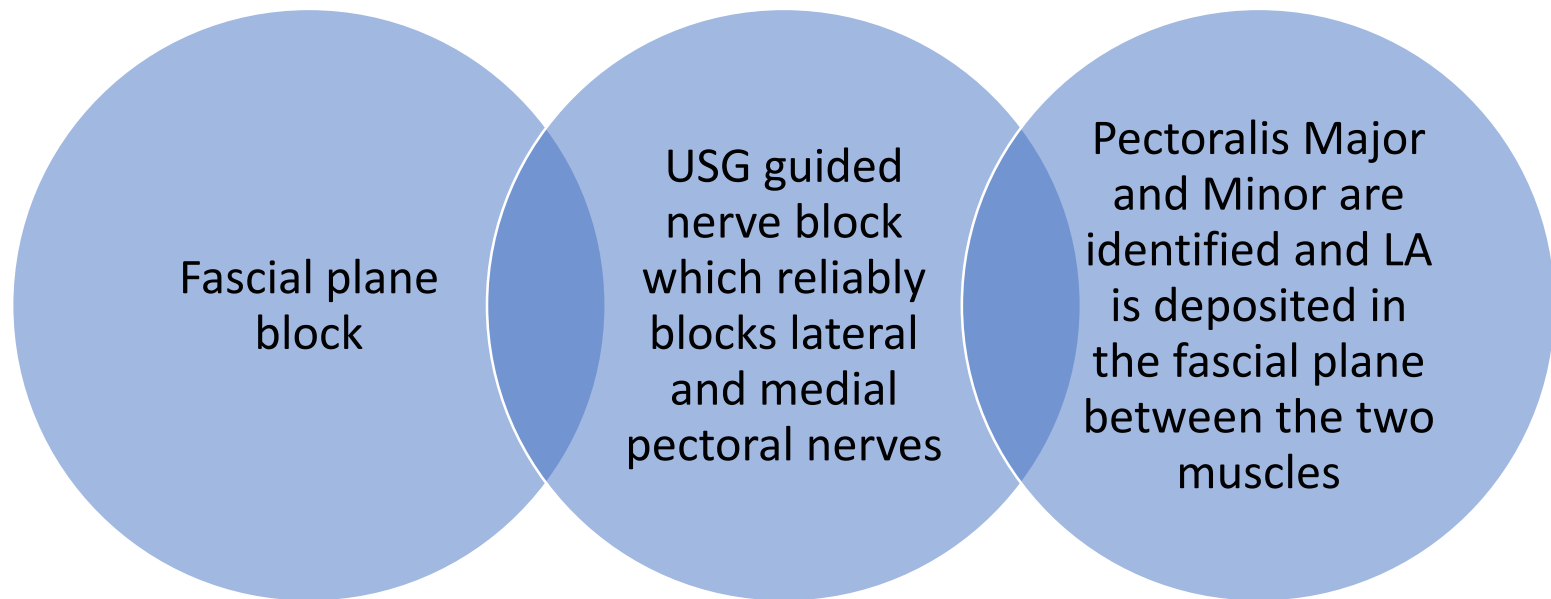 Fascial plane
block
USG guided
nerve block
which reliably
blocks lateral
and medial
pectoral nerves
Pectoralis Major
and Minor are
identified and LA
is deposited in
the fascial plane
between the two
muscles